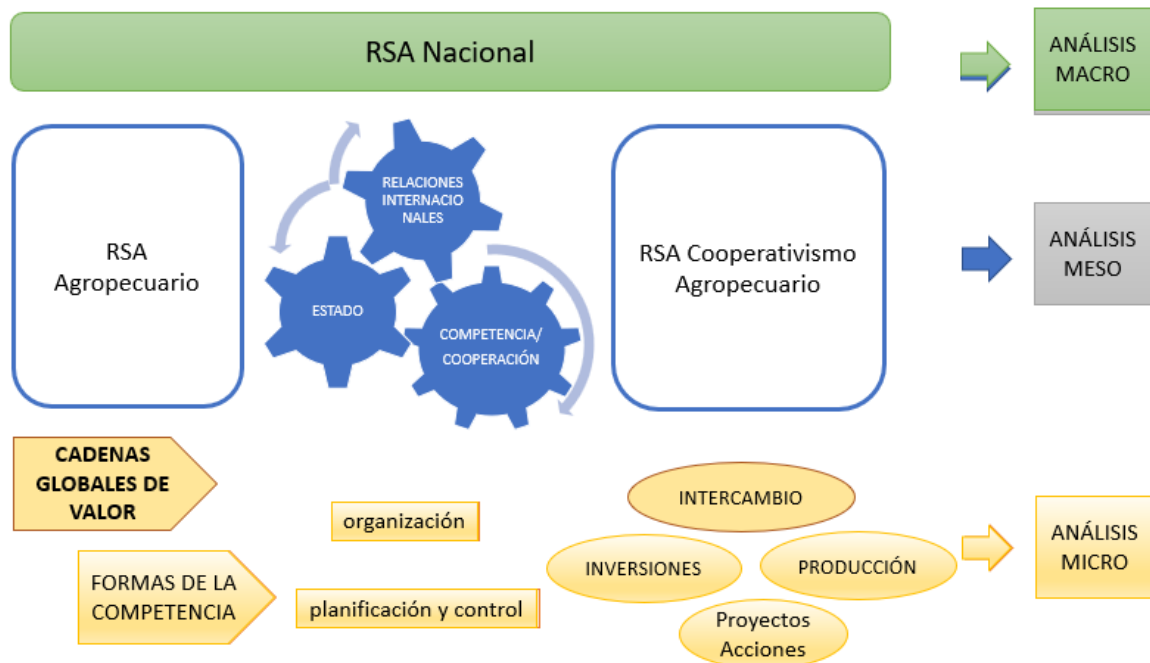 RSA Nacional
ANÁLISIS
MACRO
RSA
Agropecuario
RELACIONES
INTERNACIO
NALES
ESTADO
COMPETENCIA/
COOPERACIÓN
RSA Cooperativismo
Agropecuario
ANÁLISIS
MESO
CADENAS
GLOBALES DE
VALOR
FORMAS DE LA
COMPETENCIA
organización
planificación y control
INTERCAMBIO
INVERSIONES
PRODUCCIÓN
Proyectos
Acciones
ANÁLISIS
MICRO